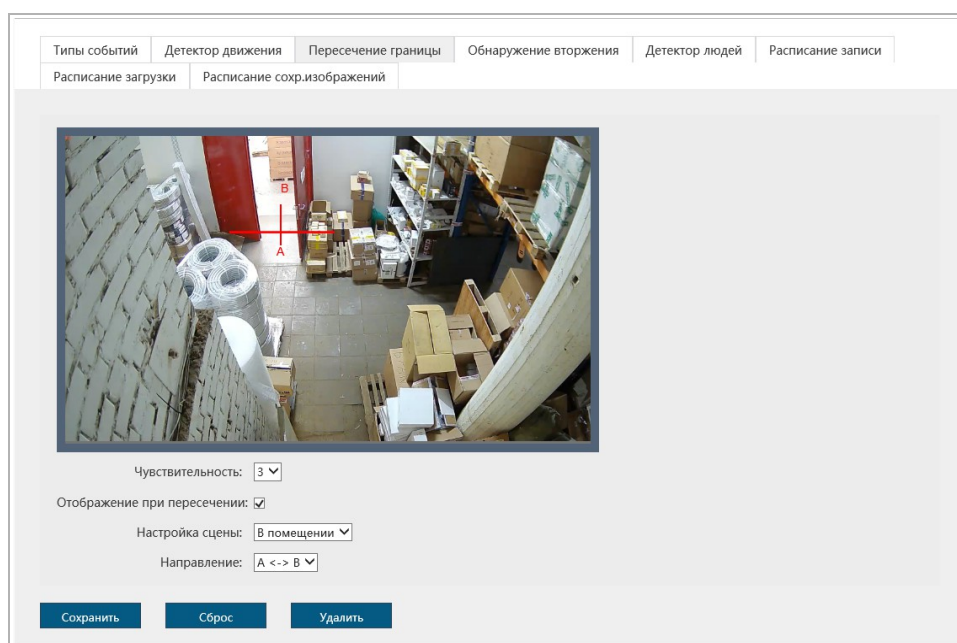 Типы событий Детектор движения Пересечение границы Обнаружение вторжения Детектор людей Расписание записи
Расписание загрузки Расписание сохр.изображений
B
A
Чувствительность: 3
Отображение при пересечении:
Настройка сцены: В помещении
Направление: A <-> B
Сохранить Сброс Удалить